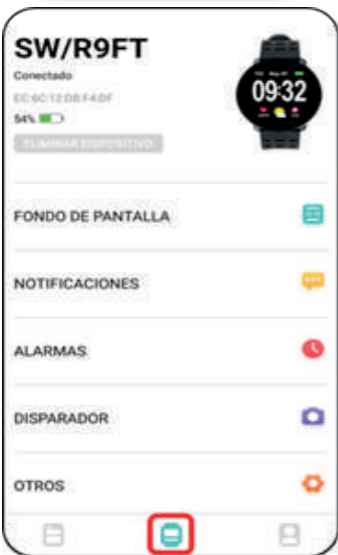 SW/R9FT
Conectado
EC:6C:12:DB:F4:DF
54%
ELIMINAR DISPOSITIVO
09:32
FONDO DE PANTALLA
NOTIFICACIONES
ALARMAS
DISPARADOR
OTROS